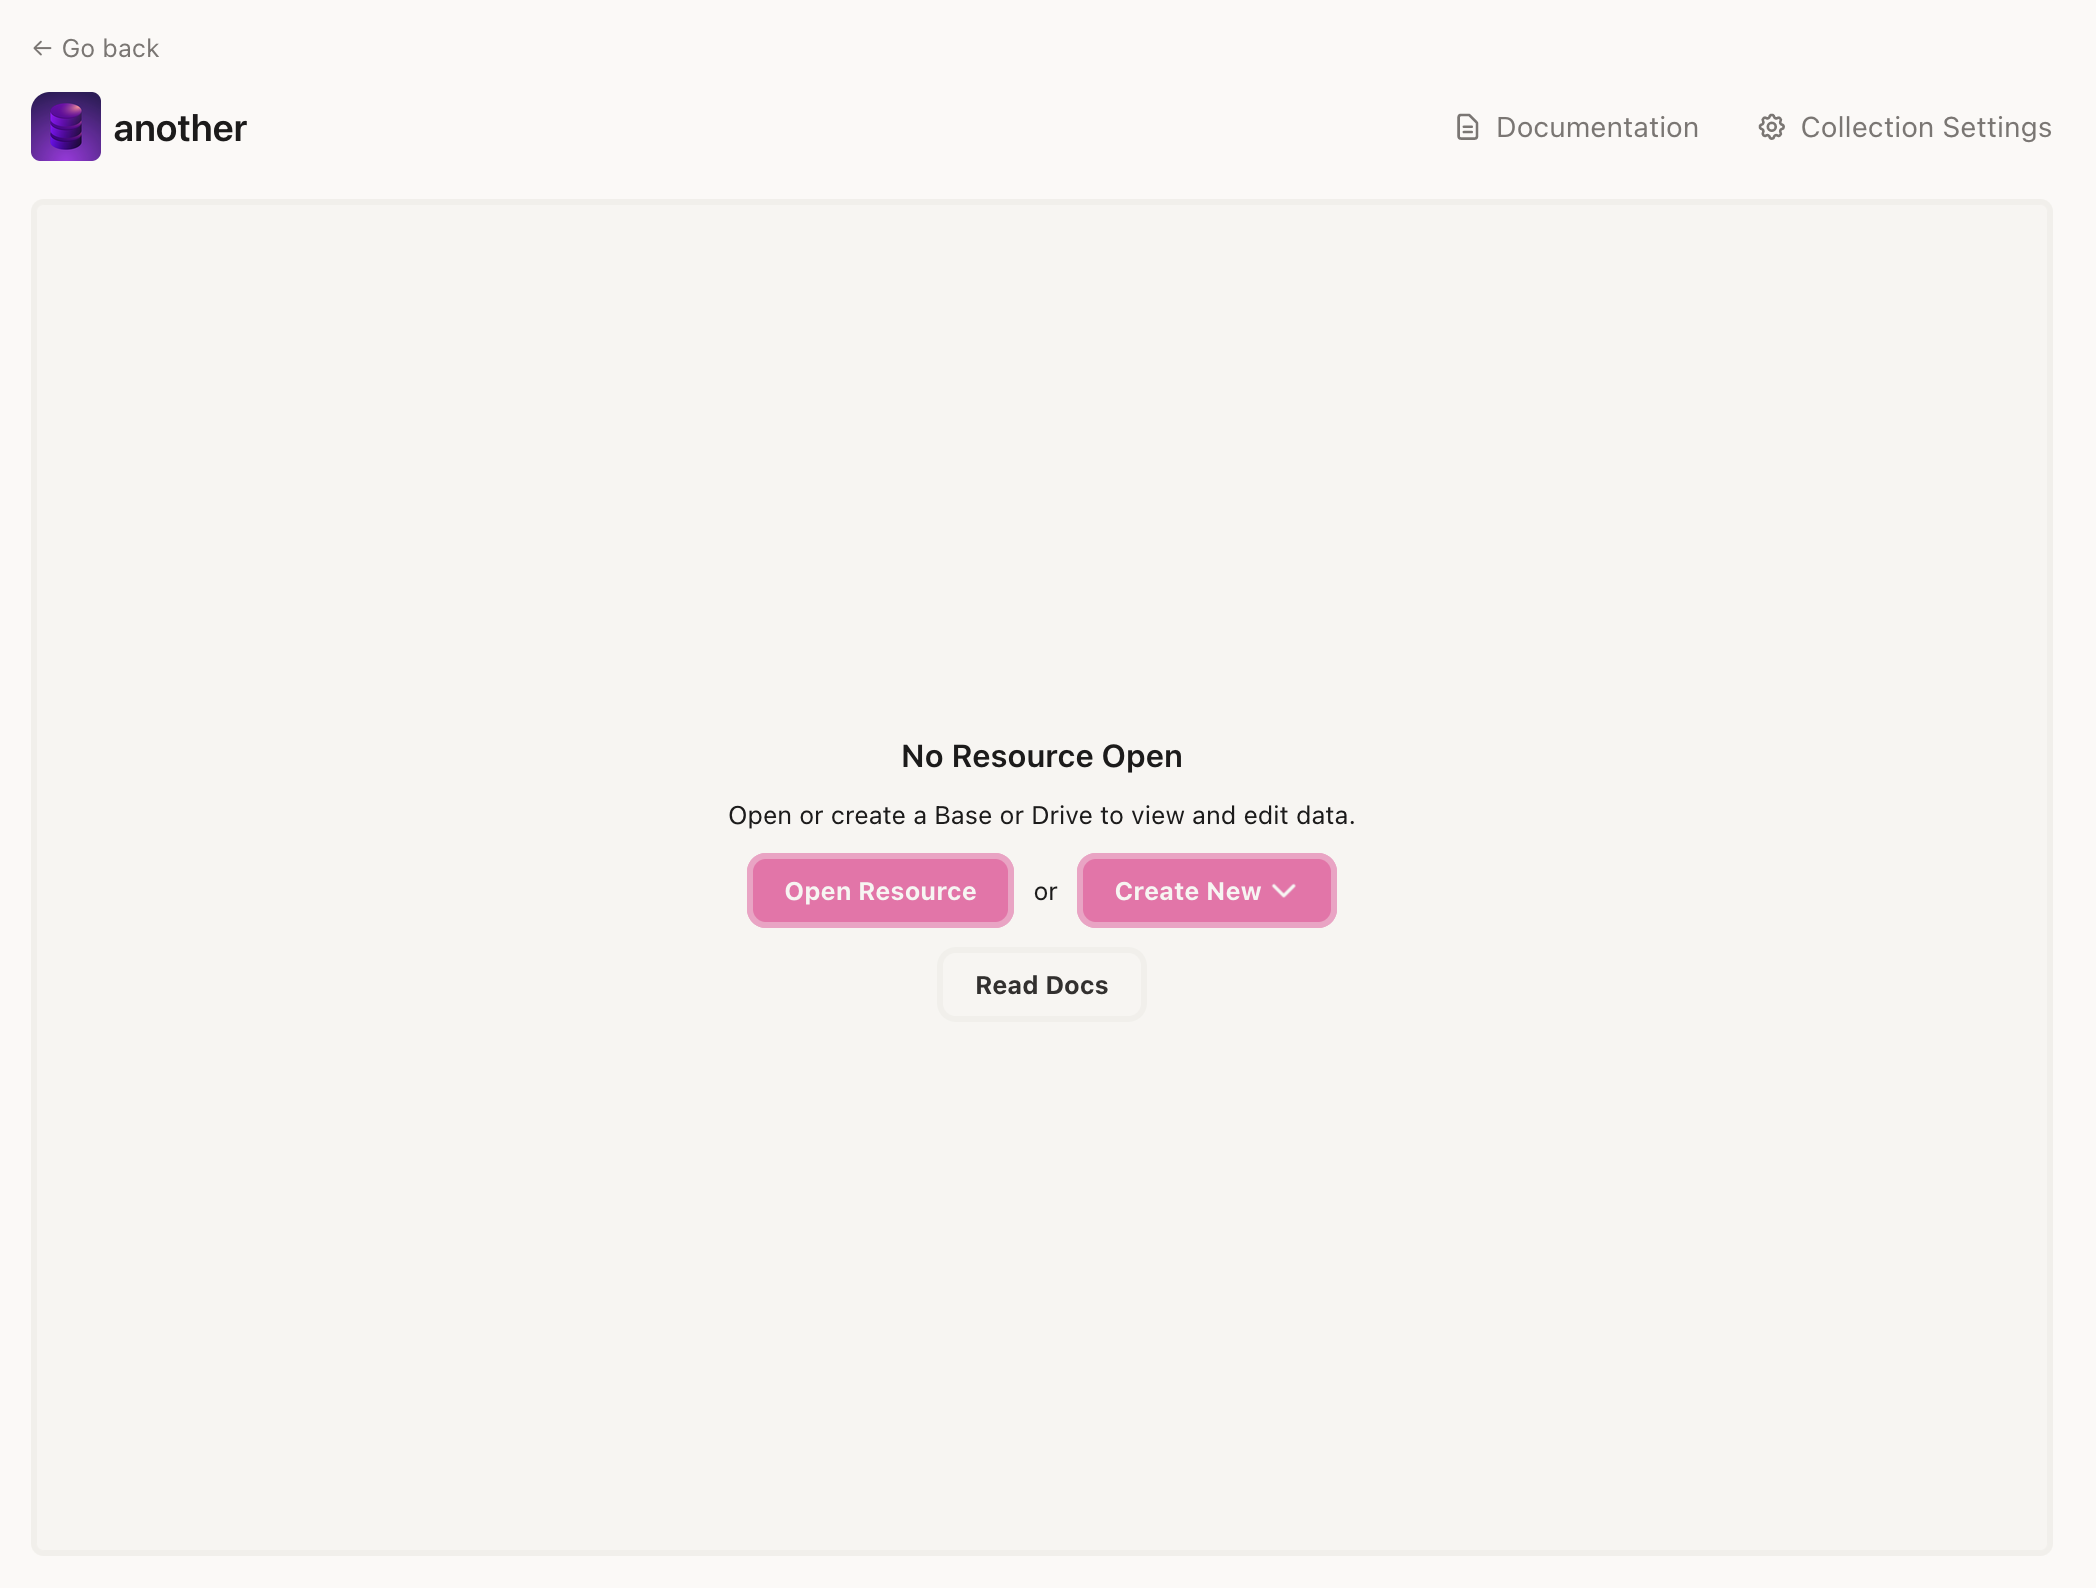 Go back
another
Documentation
Collection Settings
No Resource Open
Open or create a Base or Drive to view and edit data.
Open Resource or Create New
Read Docs